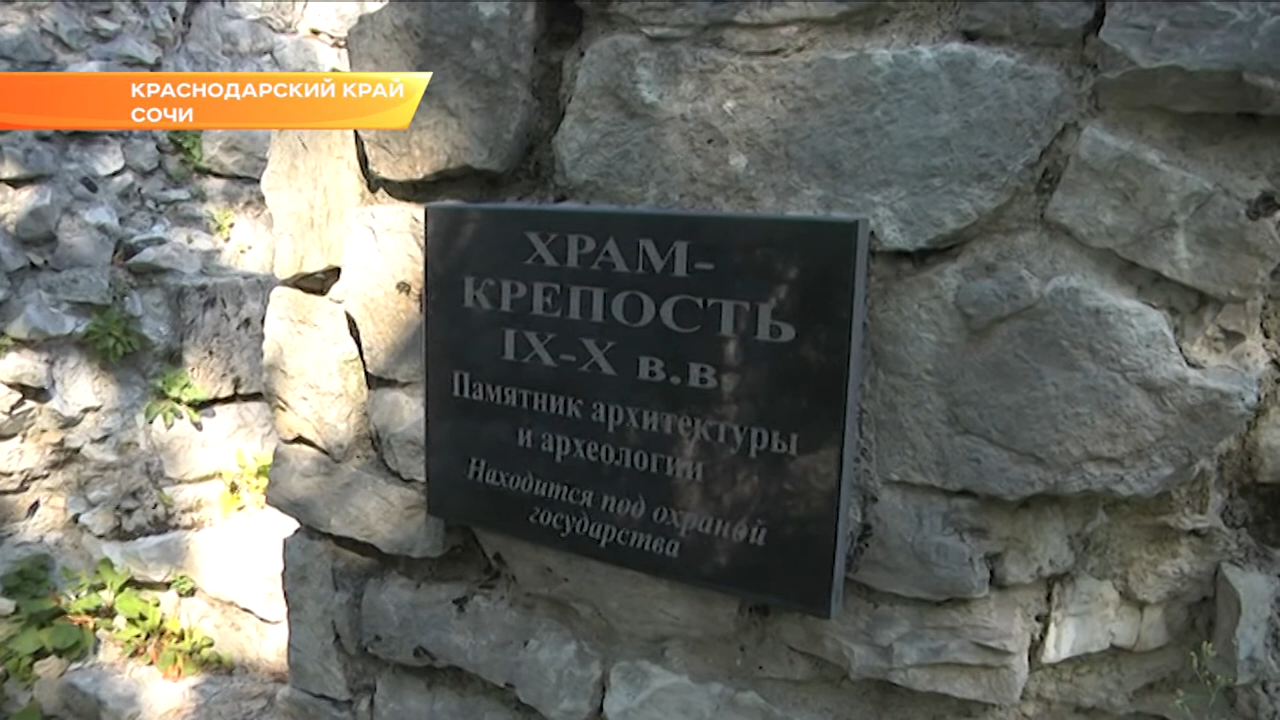 КРАСНОДАРСКИЙ КРАЙ
СОЧИ
ХРАМ-
КРЕПОСТЬ
IX-X в.в
Памятник архитектуры
и археологии
Находится под охраной
государства